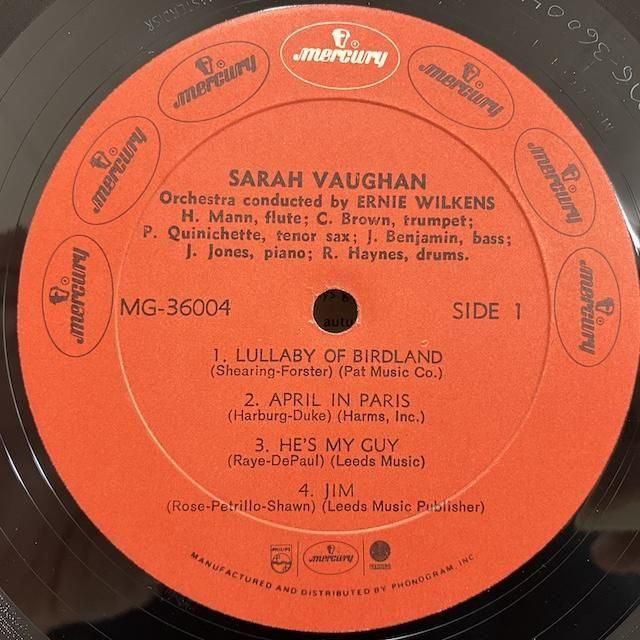 mercury
mercury
mercury
mercury
mercury
mercury
mercury
SARAH VAUGHAN
Orchestra conducted by ERNIE WILKENS
H. Mann, flute; C. Brown, trumpet;
P. Quinichette, tenor sax; J. Benjamin, bass;
J. Jones, piano; R. Haynes, drums.
MG-36004
SIDE 1
1. LULLABY OF BIRDLAND
(Shearing-Forster) (Pat Music Co.)
2. APRIL IN PARIS
(Harburg-Duke) (Harms, Inc.)
3. HE'S MY GUY
(Raye-DePaul) (Leeds Music)
4. JIM
(Rose-Petrillo-Shawn) (Leeds Music Publisher)
PHILIPS
mercury
MANUFACTURED AND DISTRIBUTED BY PHONOGRAM, INC